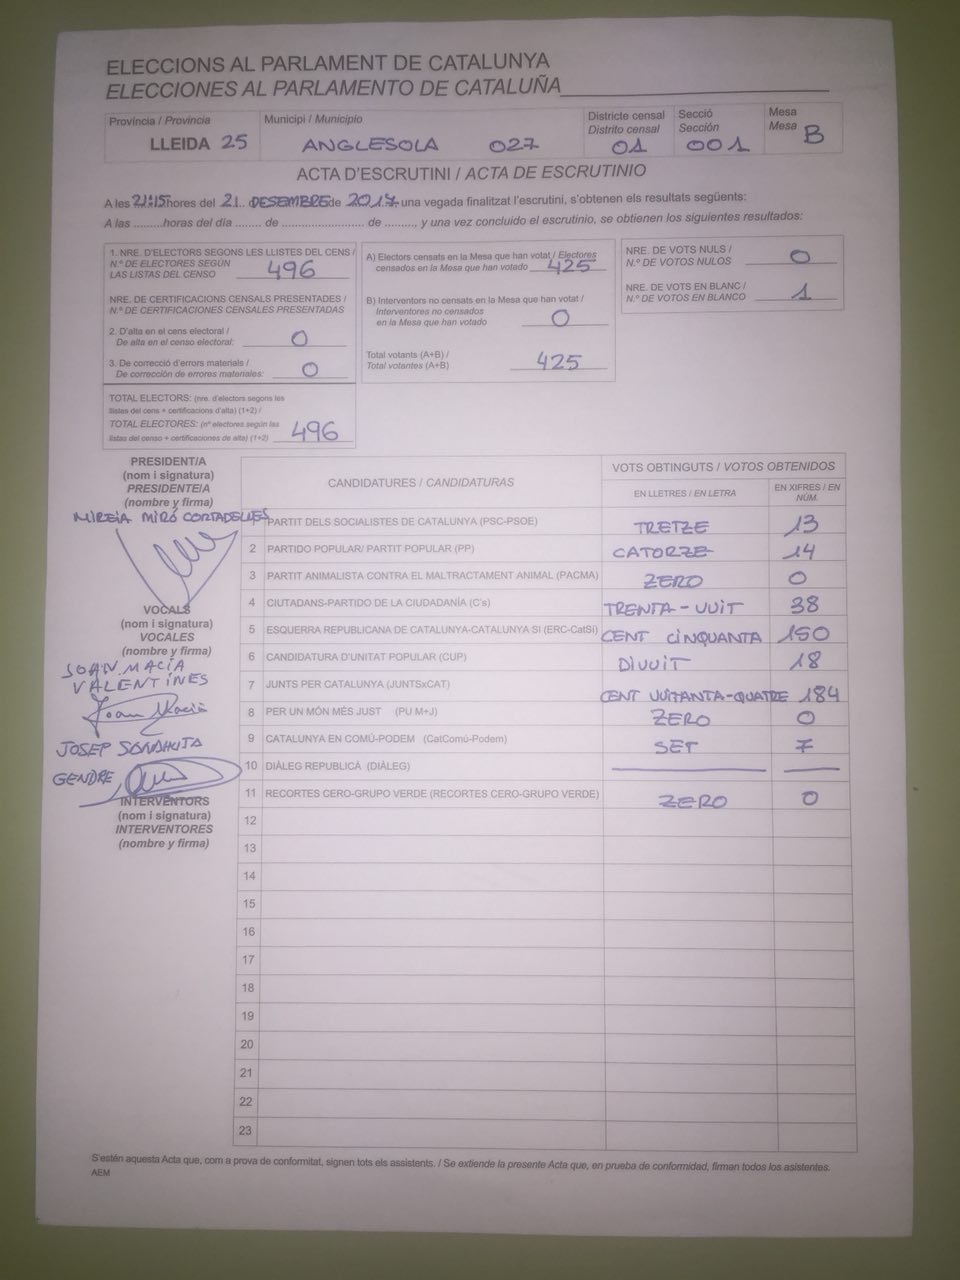 ELECCIONS AL PARLAMENT DE CATALUNYA
ELECCIONES AL PARLAMENTO DE CATALUÑA
Província / Provincia
LLEIDA 25
Municipi / Municipio
ANGLESOLA 027
Districte censal
Distrito censal
01
Secció
Sección
001
Mesa
Mesa B
ACTA D'ESCRUTINI / ACTA DE ESCRUTINIO
A les 21:15 hores del 21 de DESEMBRE de 2017, una vegada finalitzat l'escrutini, s'obtenen els resultats següents:
A las .........horas del día ........ de ........................ de ........., y una vez concluido el escrutinio, se obtienen los siguientes resultados:
1. NRE. D'ELECTORS SEGONS LES LLISTES DEL CENS /
N.º DE ELECTORES SEGÚN
LAS LISTAS DEL CENSO 496
NRE. DE CERTIFICACIONS CENSALS PRESENTADES /
N.º DE CERTIFICACIONES CENSALES PRESENTADAS
2. D'alta en el cens electoral /
De alta en el censo electoral: 0
3. De correcció d'errors materials /
De corrección de errores materiales: 0
TOTAL ELECTORS: (nre. d'electors segons les
llistes del cens + certificacions d'alta) (1+2) /
TOTAL ELECTORES: (nº electores según las
listas del censo + certificaciones de alta) (1+2) 496
A) Electors censats en la Mesa que han votat / Electores
censados en la Mesa que han votado 425
B) Interventors no censats en la Mesa que han votat /
Interventores no censados
en la Mesa que han votado 0
Total votants (A+B) /
Total votantes (A+B) 425
NRE. DE VOTS NULS /
N.º DE VOTOS NULOS 0
NRE. DE VOTS EN BLANC /
N.º DE VOTOS EN BLANCO 1
PRESIDENT/A
(nom i signatura)
PRESIDENTE/A
(nombre y firma)
MIREIA MIRÓ CORTADELLES
VOCALS
(nom i signatura)
VOCALES
(nombre y firma)
JOAN MACIA
VALENTINES
Joan Macià
JOSEP
GENDRE
INTERVENTORS
(nom i signatura)
INTERVENTORES
(nombre y firma)
CANDIDATURES / CANDIDATURAS
VOTS OBTINGUTS / VOTOS OBTENIDOS
EN LLETRES / EN LETRA
EN XIFRES / EN NÚM.
1 PARTIT DELS SOCIALISTES DE CATALUNYA (PSC-PSOE) TRETZE 13
2 PARTIDO POPULAR/ PARTIT POPULAR (PP) CATORZE 14
3 PARTIT ANIMALISTA CONTRA EL MALTRACTAMENT ANIMAL (PACMA) ZERO 0
4 CIUTADANS-PARTIDO DE LA CIUDADANÍA (C's) TRENTA-VUIT 38
5 ESQUERRA REPUBLICANA DE CATALUNYA-CATALUNYA SÍ (ERC-CatSí) CENT CINQUANTA 150
6 CANDIDATURA D'UNITAT POPULAR (CUP) DIVUIT 18
7 JUNTS PER CATALUNYA (JUNTSxCAT) CENT VUITANTA-QUATRE 184
8 PER UN MÓN MÉS JUST (PU M+J) ZERO 0
9 CATALUNYA EN COMÚ-PODEM (CatComú-Podem) SET 7
10 DIÀLEG REPUBLICÀ (DIÀLEG)
11 RECORTES CERO-GRUPO VERDE (RECORTES CERO-GRUPO VERDE) ZERO 0
12
13
14
15
16
17
18
19
20
21
22
23
S'estén aquesta Acta que, com a prova de conformitat, signen tots els assistents. / Se extiende la presente Acta que, en prueba de conformidad, firman todos los asistentes.
AEM